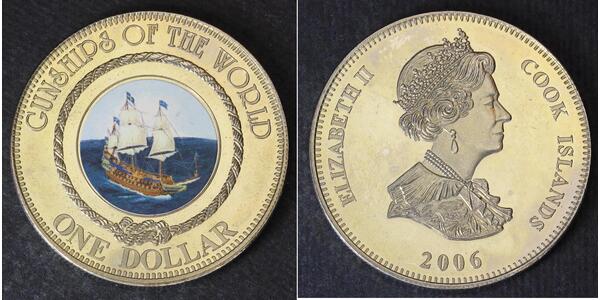 GUNSHIPS OF THE WORLD
ONE DOLLAR
ELIZABETH II
COOK ISLANDS
2006